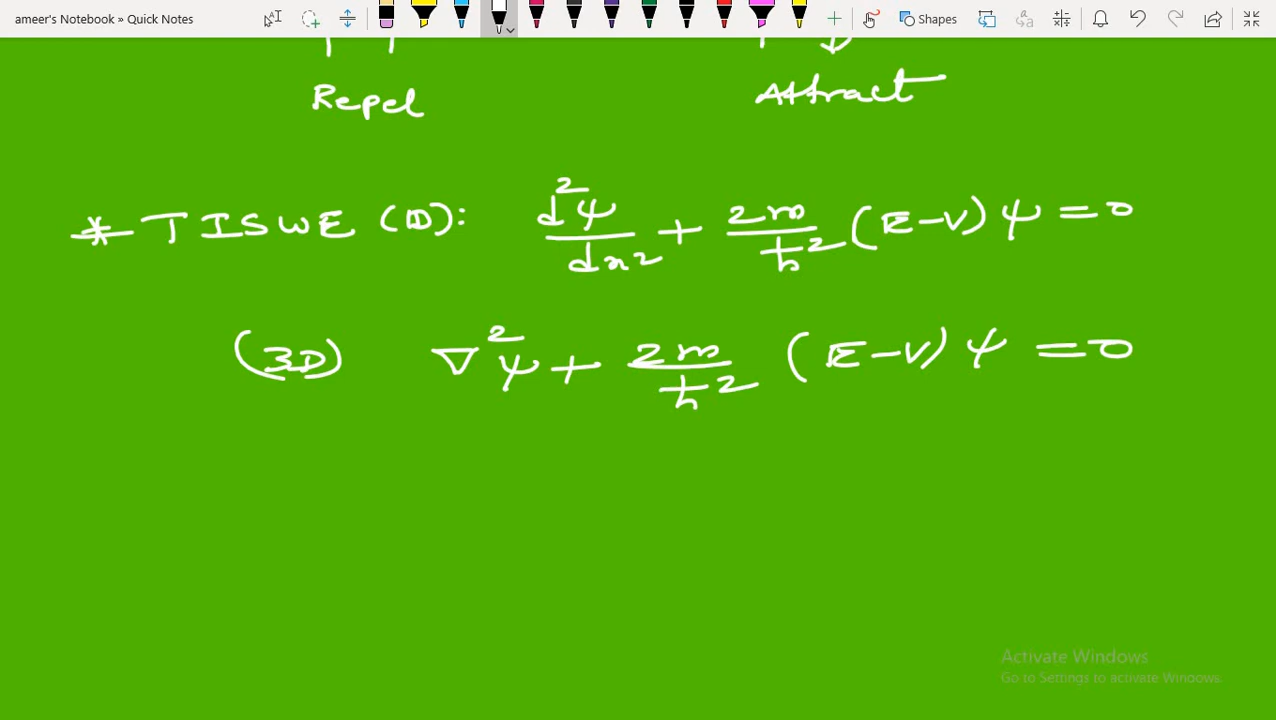 ameer's Notebook » Quick Notes
Shapes
Repel
Attract
* TISWE (D): d²ψ/dx² + 2m/ħ² (E-V) ψ = 0
(3D) ∇²ψ + 2m/ħ² (E-V) ψ = 0
Activate Windows
Go to Settings to activate Windows.